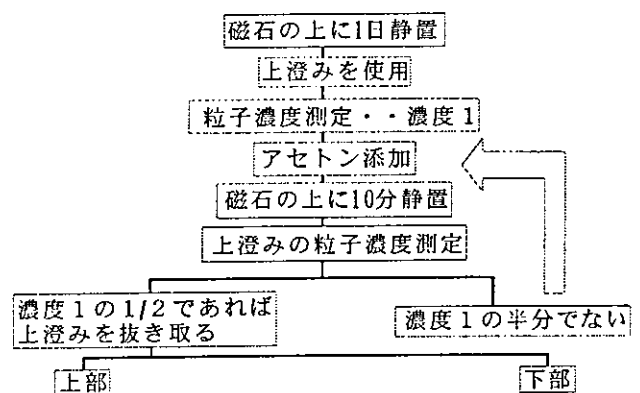 磁石の上に1日静置
上澄みを使用
粒子濃度測定・・濃度1
アセトン添加
磁石の上に10分静置
上澄みの粒子濃度測定
濃度1の1/2であれば
上澄みを抜き取る
濃度1の半分でない
上部
下部